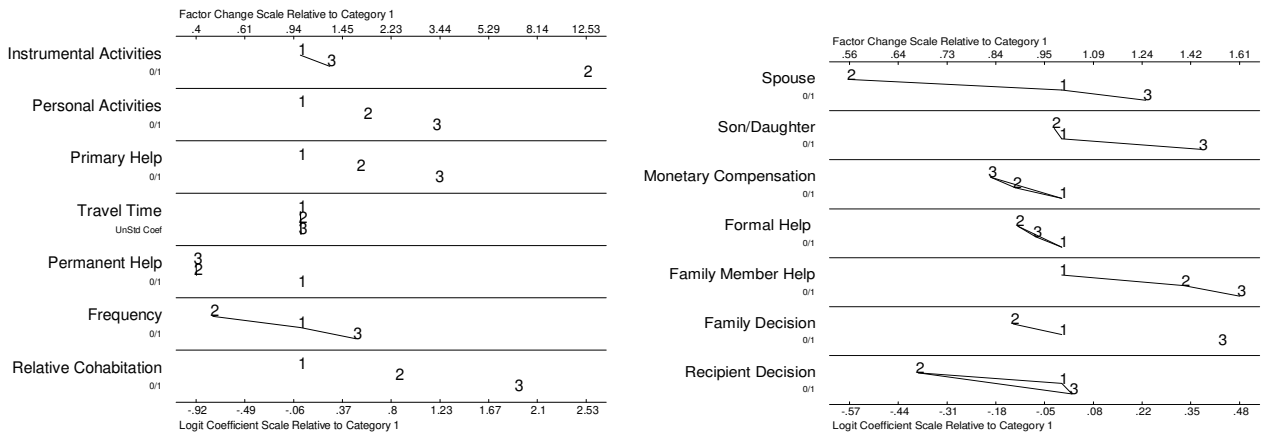 Factor Change Scale Relative to Category 1
.4 .61 .94 1.45 2.23 3.44 5.29 8.14 12.53
Instrumental Activities
0/1
1
3
2
Personal Activities
0/1
1
2
3
Primary Help
0/1
1
2
3
Travel Time
UnStd Coef
1
2
3
Permanent Help
0/1
3
2
1
Frequency
0/1
2
1
3
Relative Cohabitation
0/1
1
2
3
-.92 -.49 -.06 .37 .8 1.23 1.67 2.1 2.53
Logit Coefficient Scale Relative to Category 1
Factor Change Scale Relative to Category 1
.56 .64 .73 .84 .95 1.09 1.24 1.42 1.61
Spouse
0/1
2
1
3
Son/Daughter
0/1
2
1
3
Monetary Compensation
0/1
3
2
1
Formal Help
0/1
2
3
1
Family Member Help
0/1
1
2
3
Family Decision
0/1
2
1
3
Recipient Decision
0/1
2
1
3
-.57 -.44 -.31 -.18 -.05 .08 .22 .35 .48
Logit Coefficient Scale Relative to Category 1